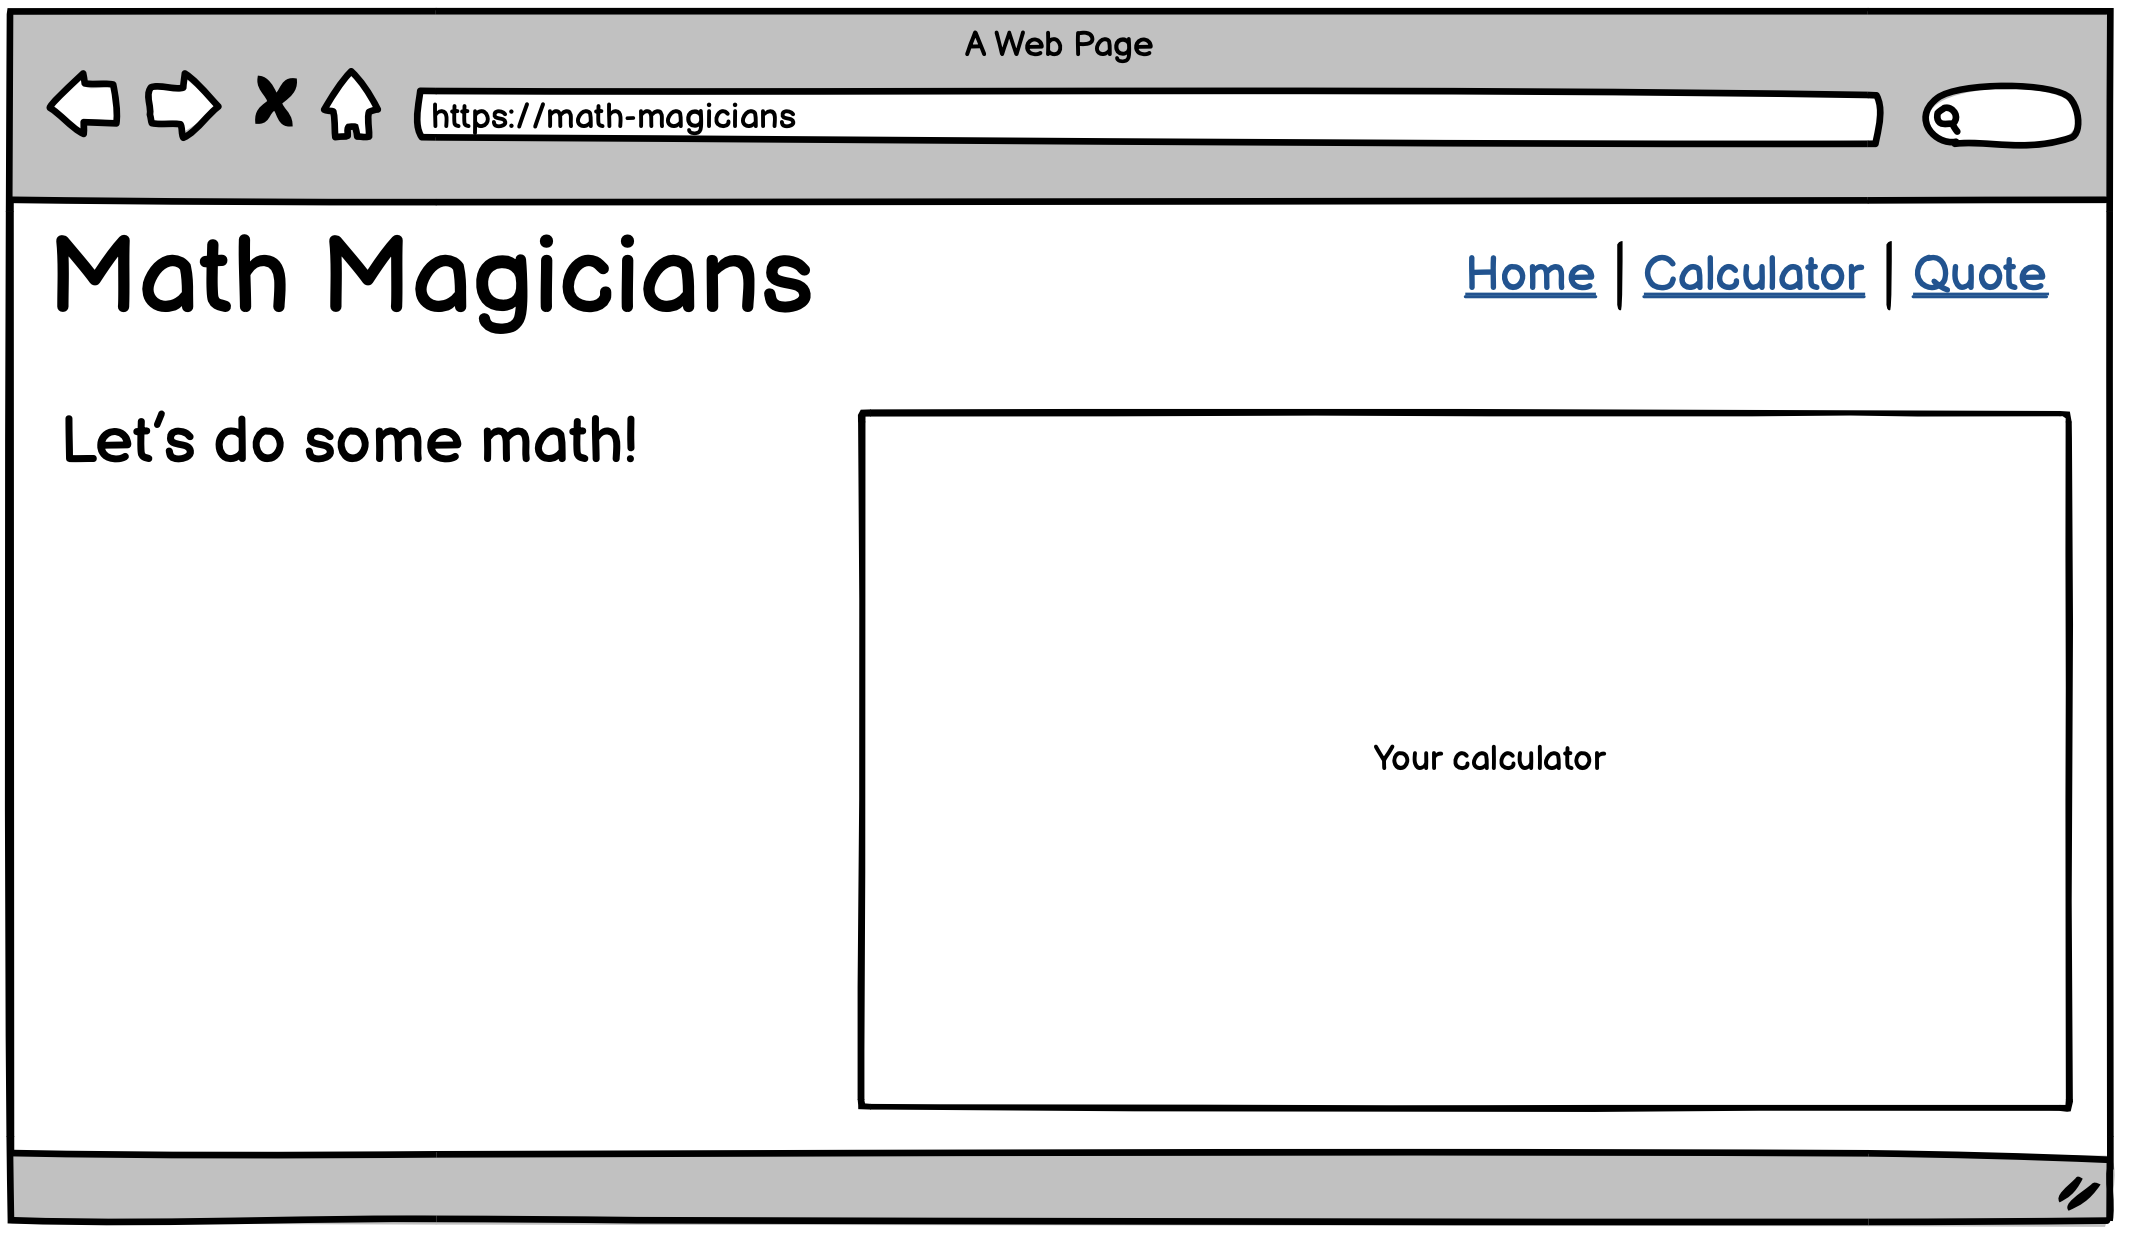 A Web Page
https://math-magicians
Math Magicians
Home | Calculator | Quote
Let's do some math!
Your calculator